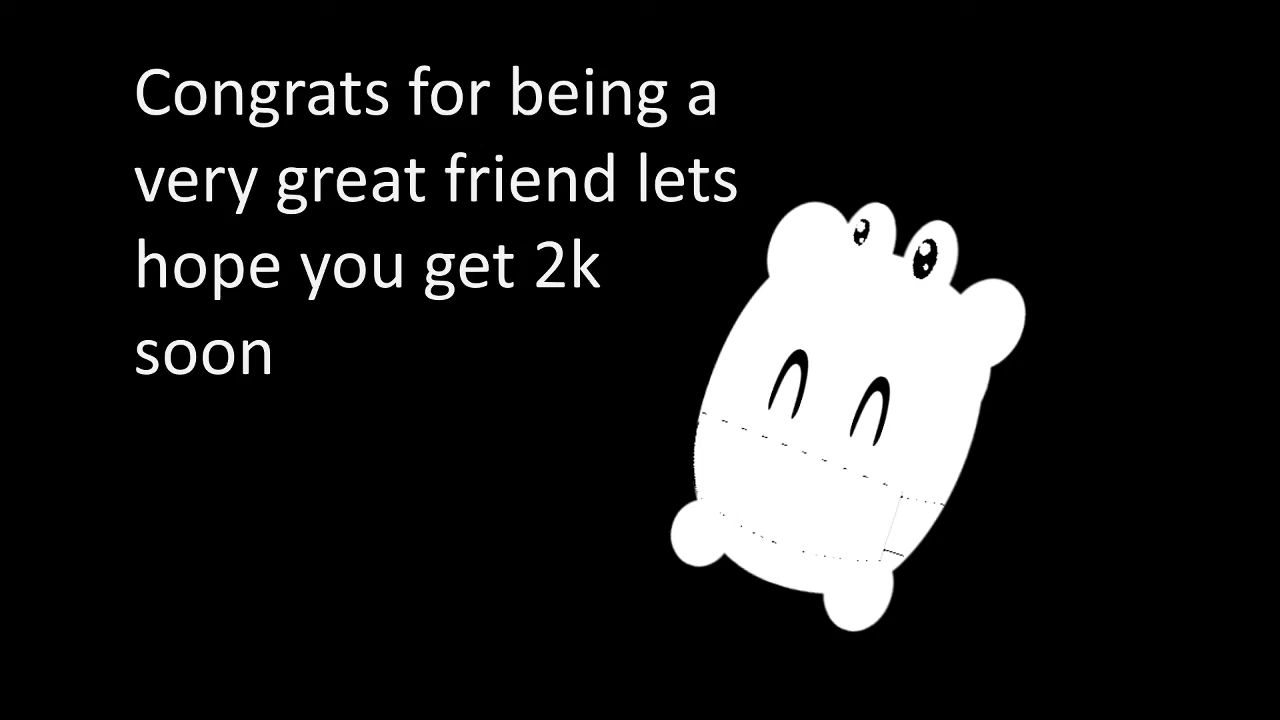 Congrats for being a
very great friend lets
hope you get 2k
soon